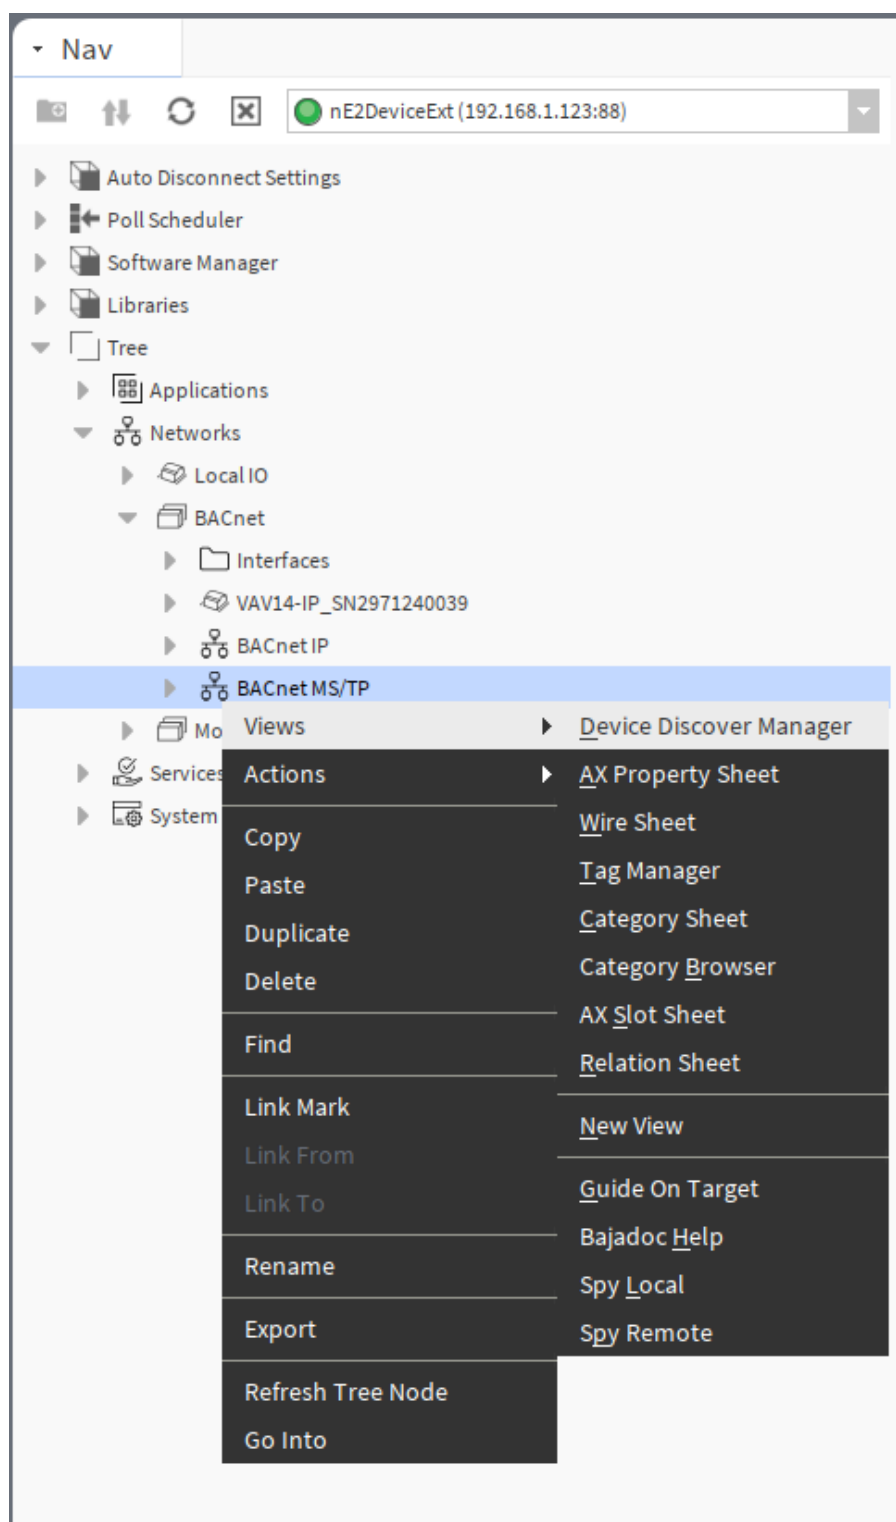 Nav
nE2DeviceExt (192.168.1.123:88)
Auto Disconnect Settings
Poll Scheduler
Software Manager
Libraries
Tree
Applications
Networks
Local IO
BACnet
Interfaces
VAV14-IP_SN2971240039
BACnet IP
BACnet MS/TP
Mo
Services
System
Views
Actions
Copy
Paste
Duplicate
Delete
Find
Link Mark
Link From
Link To
Rename
Export
Refresh Tree Node
Go Into
Device Discover Manager
AX Property Sheet
Wire Sheet
Tag Manager
Category Sheet
Category Browser
AX Slot Sheet
Relation Sheet
New View
Guide On Target
Bajadoc Help
Spy Local
Spy Remote